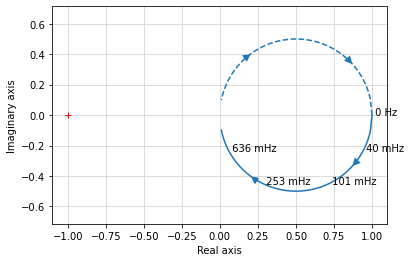 0.6
0.4
0.2
0.0
−0.2
−0.4
−0.6
Imaginary axis
0 Hz
40 mHz
636 mHz
101 mHz
253 mHz
−1.00
−0.75
−0.50
−0.25
0.00
0.25
0.50
0.75
1.00
Real axis